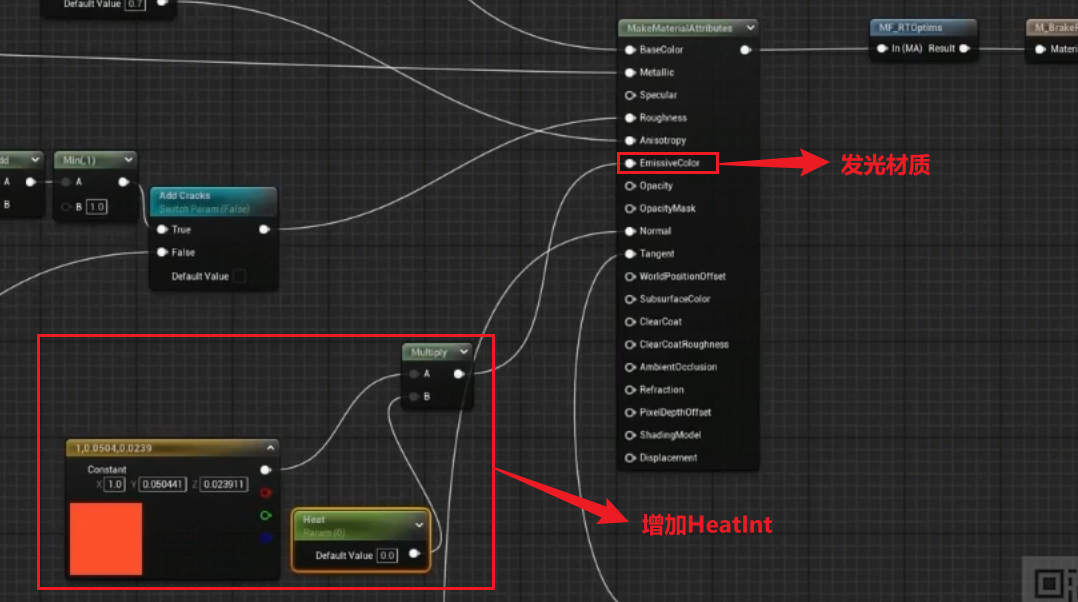 Default Value 0.7
MakeMaterialAttributes
BaseColor
Metallic
Specular
Roughness
Anisotropy
EmissiveColor
Opacity
OpacityMask
Normal
Tangent
WorldPositionOffset
SubsurfaceColor
ClearCoat
ClearCoatRoughness
AmbientOcclusion
Refraction
PixelDepthOffset
ShadingModel
Displacement
MF_RTOptims
In (MA) Result
发光材质
A
B
Min(,1)
A
B 1.0
Add Cracks
Switch Param (False)
True
False
Default Value
Multiply
A
B
1,0.0504,0.0239
Constant
X 1.0 Y 0.050441 Z 0.023911
Heat
Param (0)
Default Value 0.0
增加HeatInt